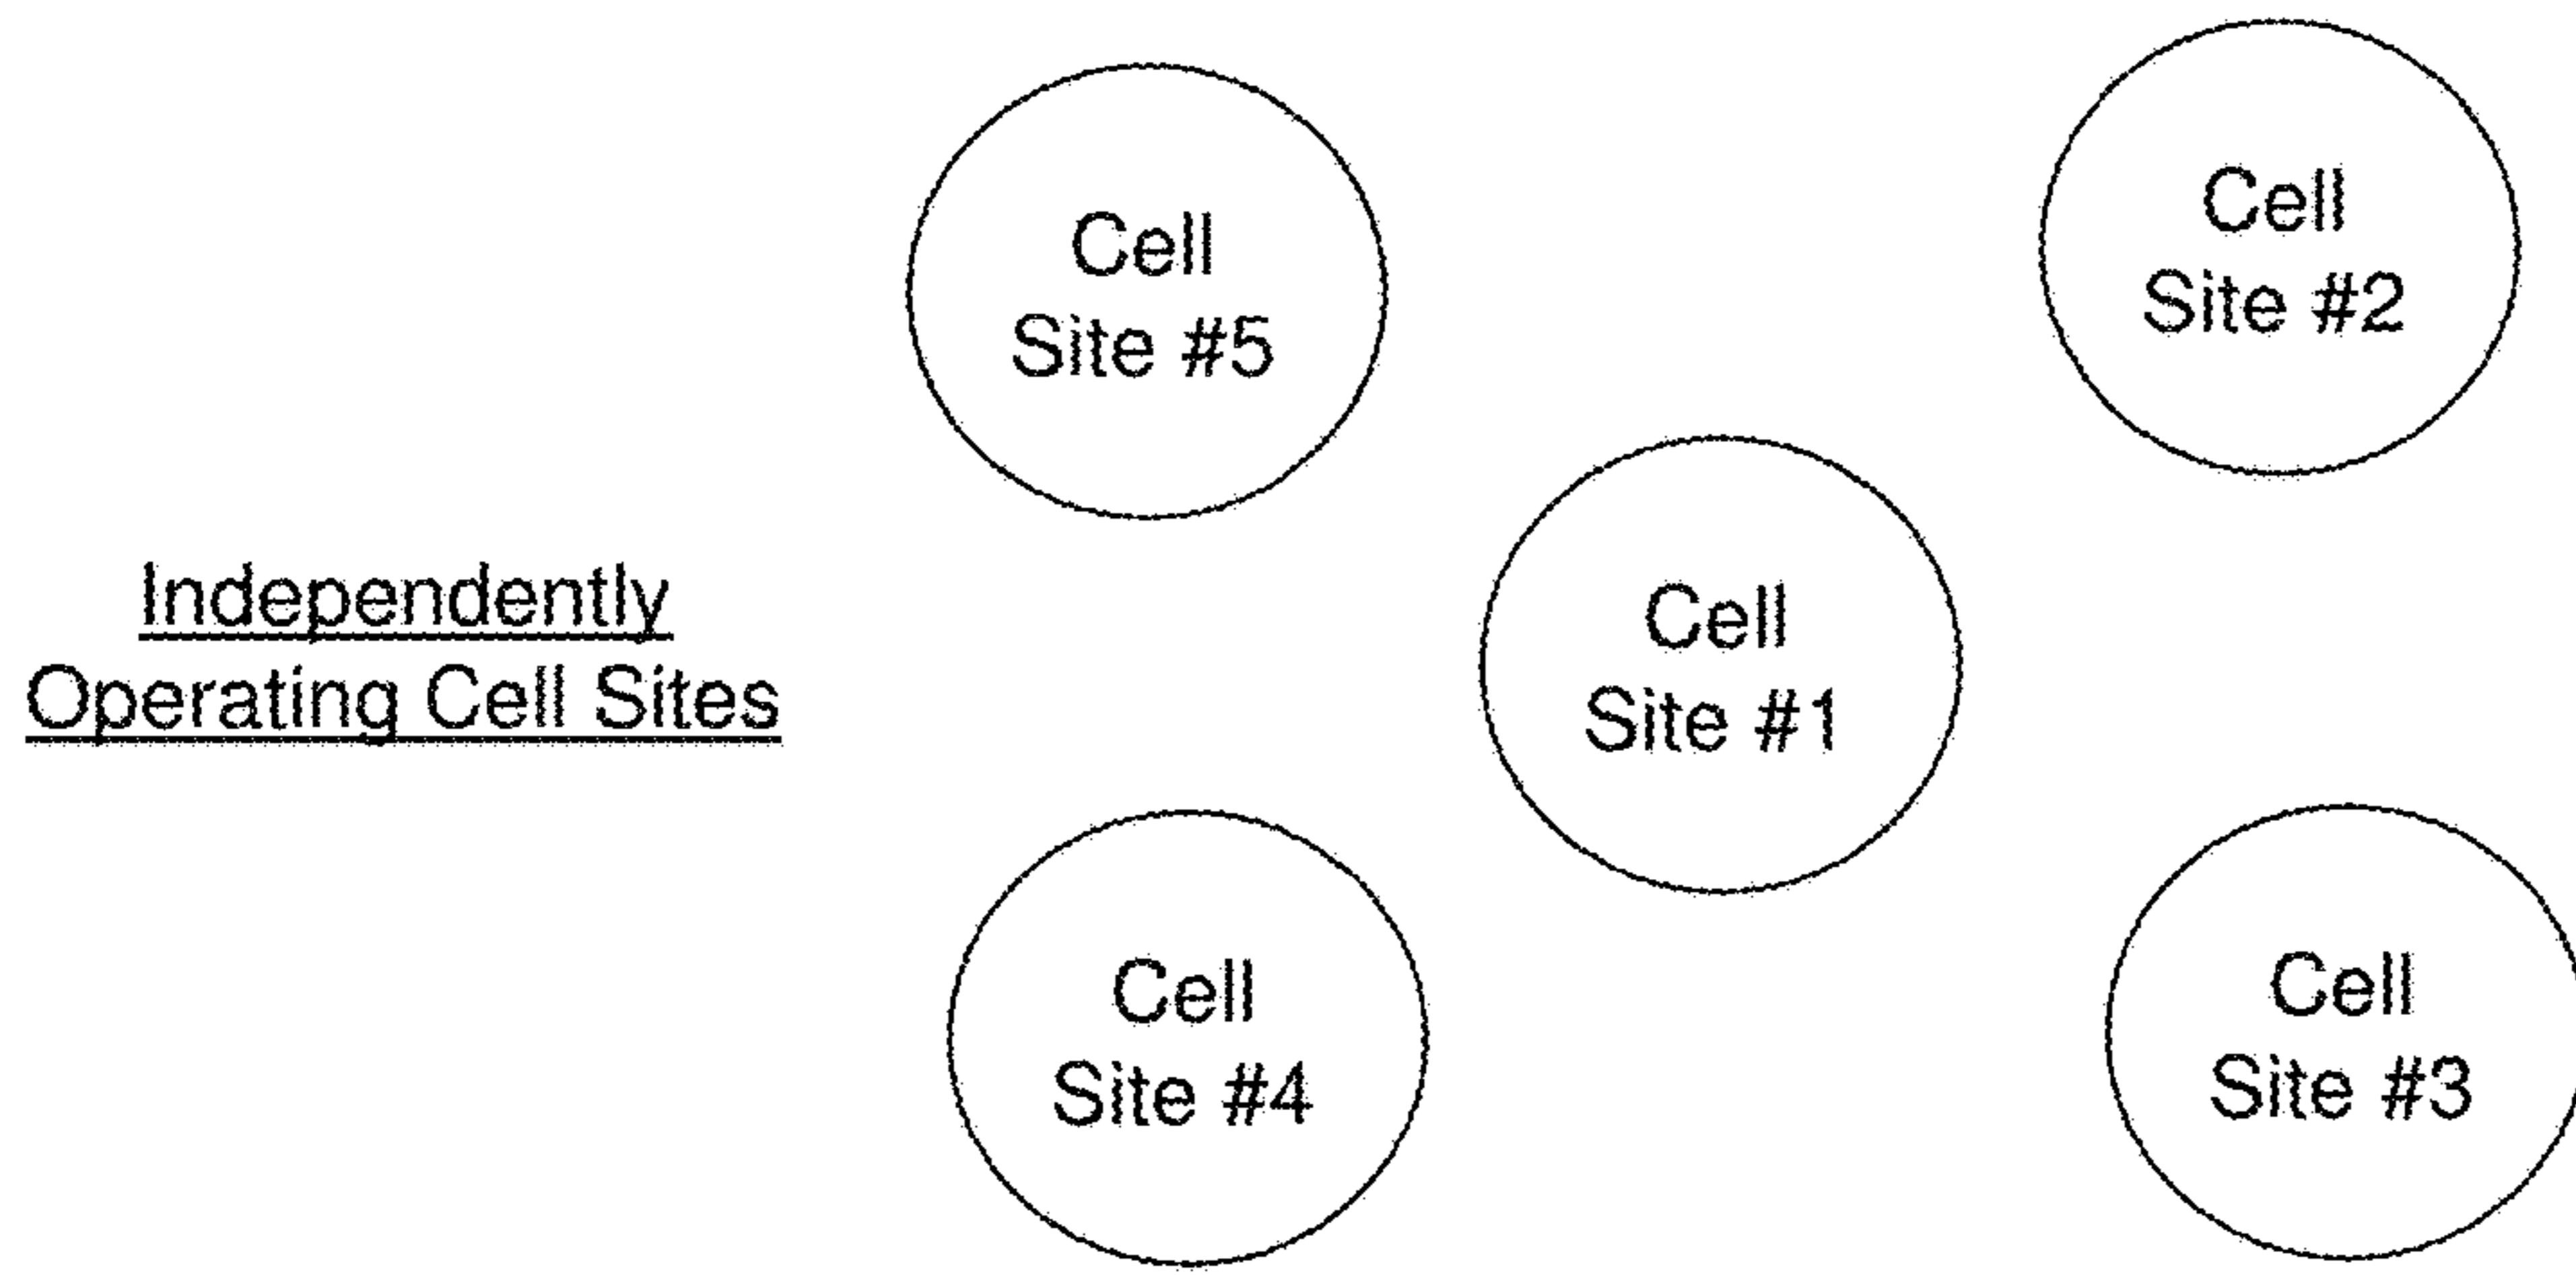 Independently
Operating Cell Sites
Cell
Site #5
Cell
Site #2
Cell
Site #1
Cell
Site #4
Cell
Site #3